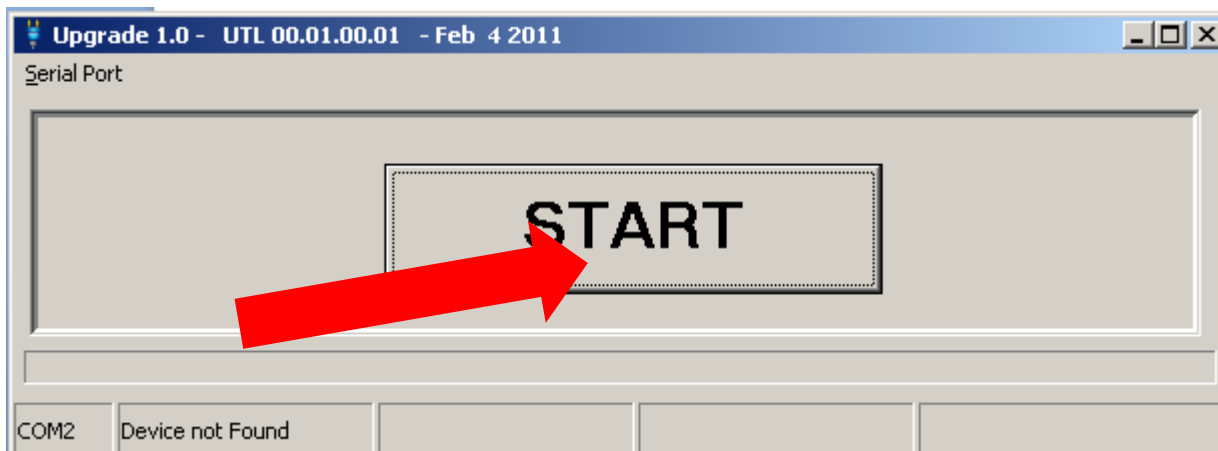 Upgrade 1.0 - UTL 00.01.00.01 - Feb 4 2011
Serial Port
START
COM2 Device not Found